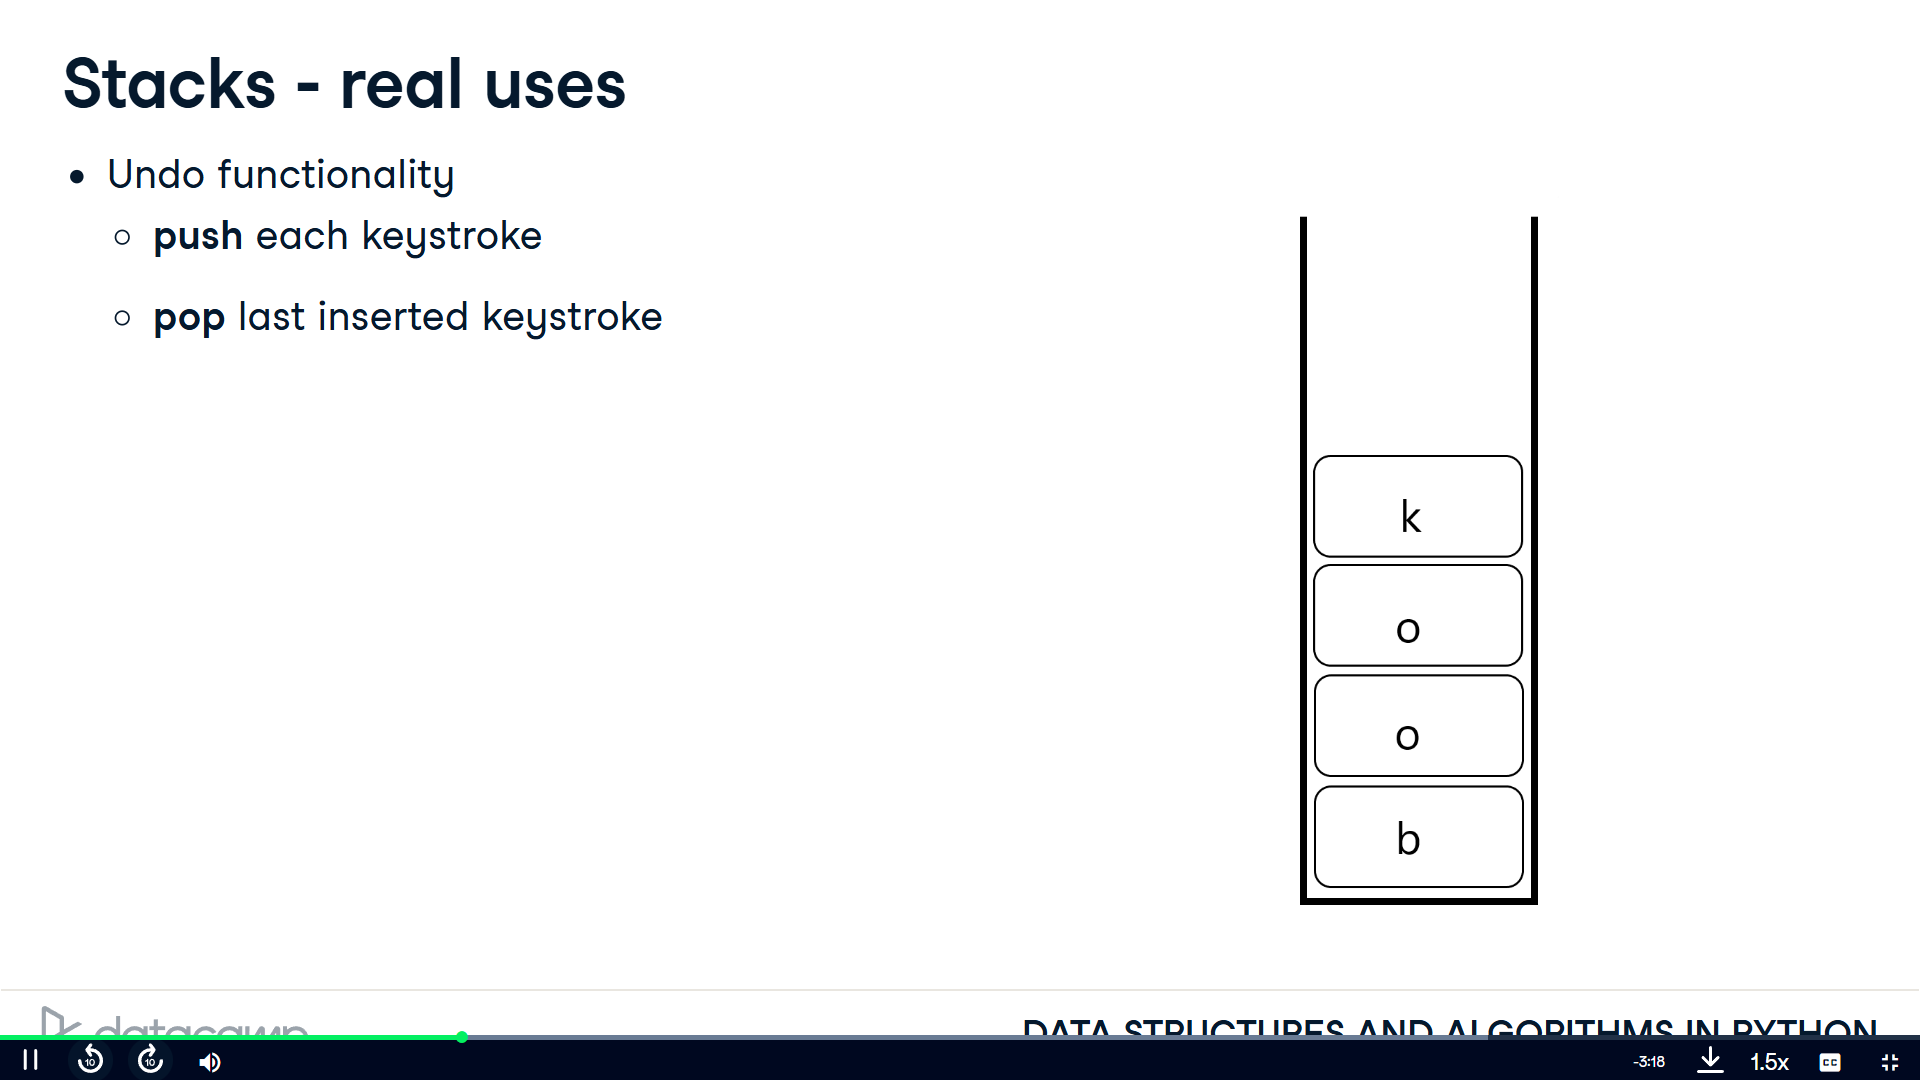 Stacks - real uses
• Undo functionality
○ push each keystroke
○ pop last inserted keystroke
k
o
o
b
datacamp
DATA STRUCTURES AND ALGORITHMS IN PYTHON
10 10 -3:18 1.5x CC